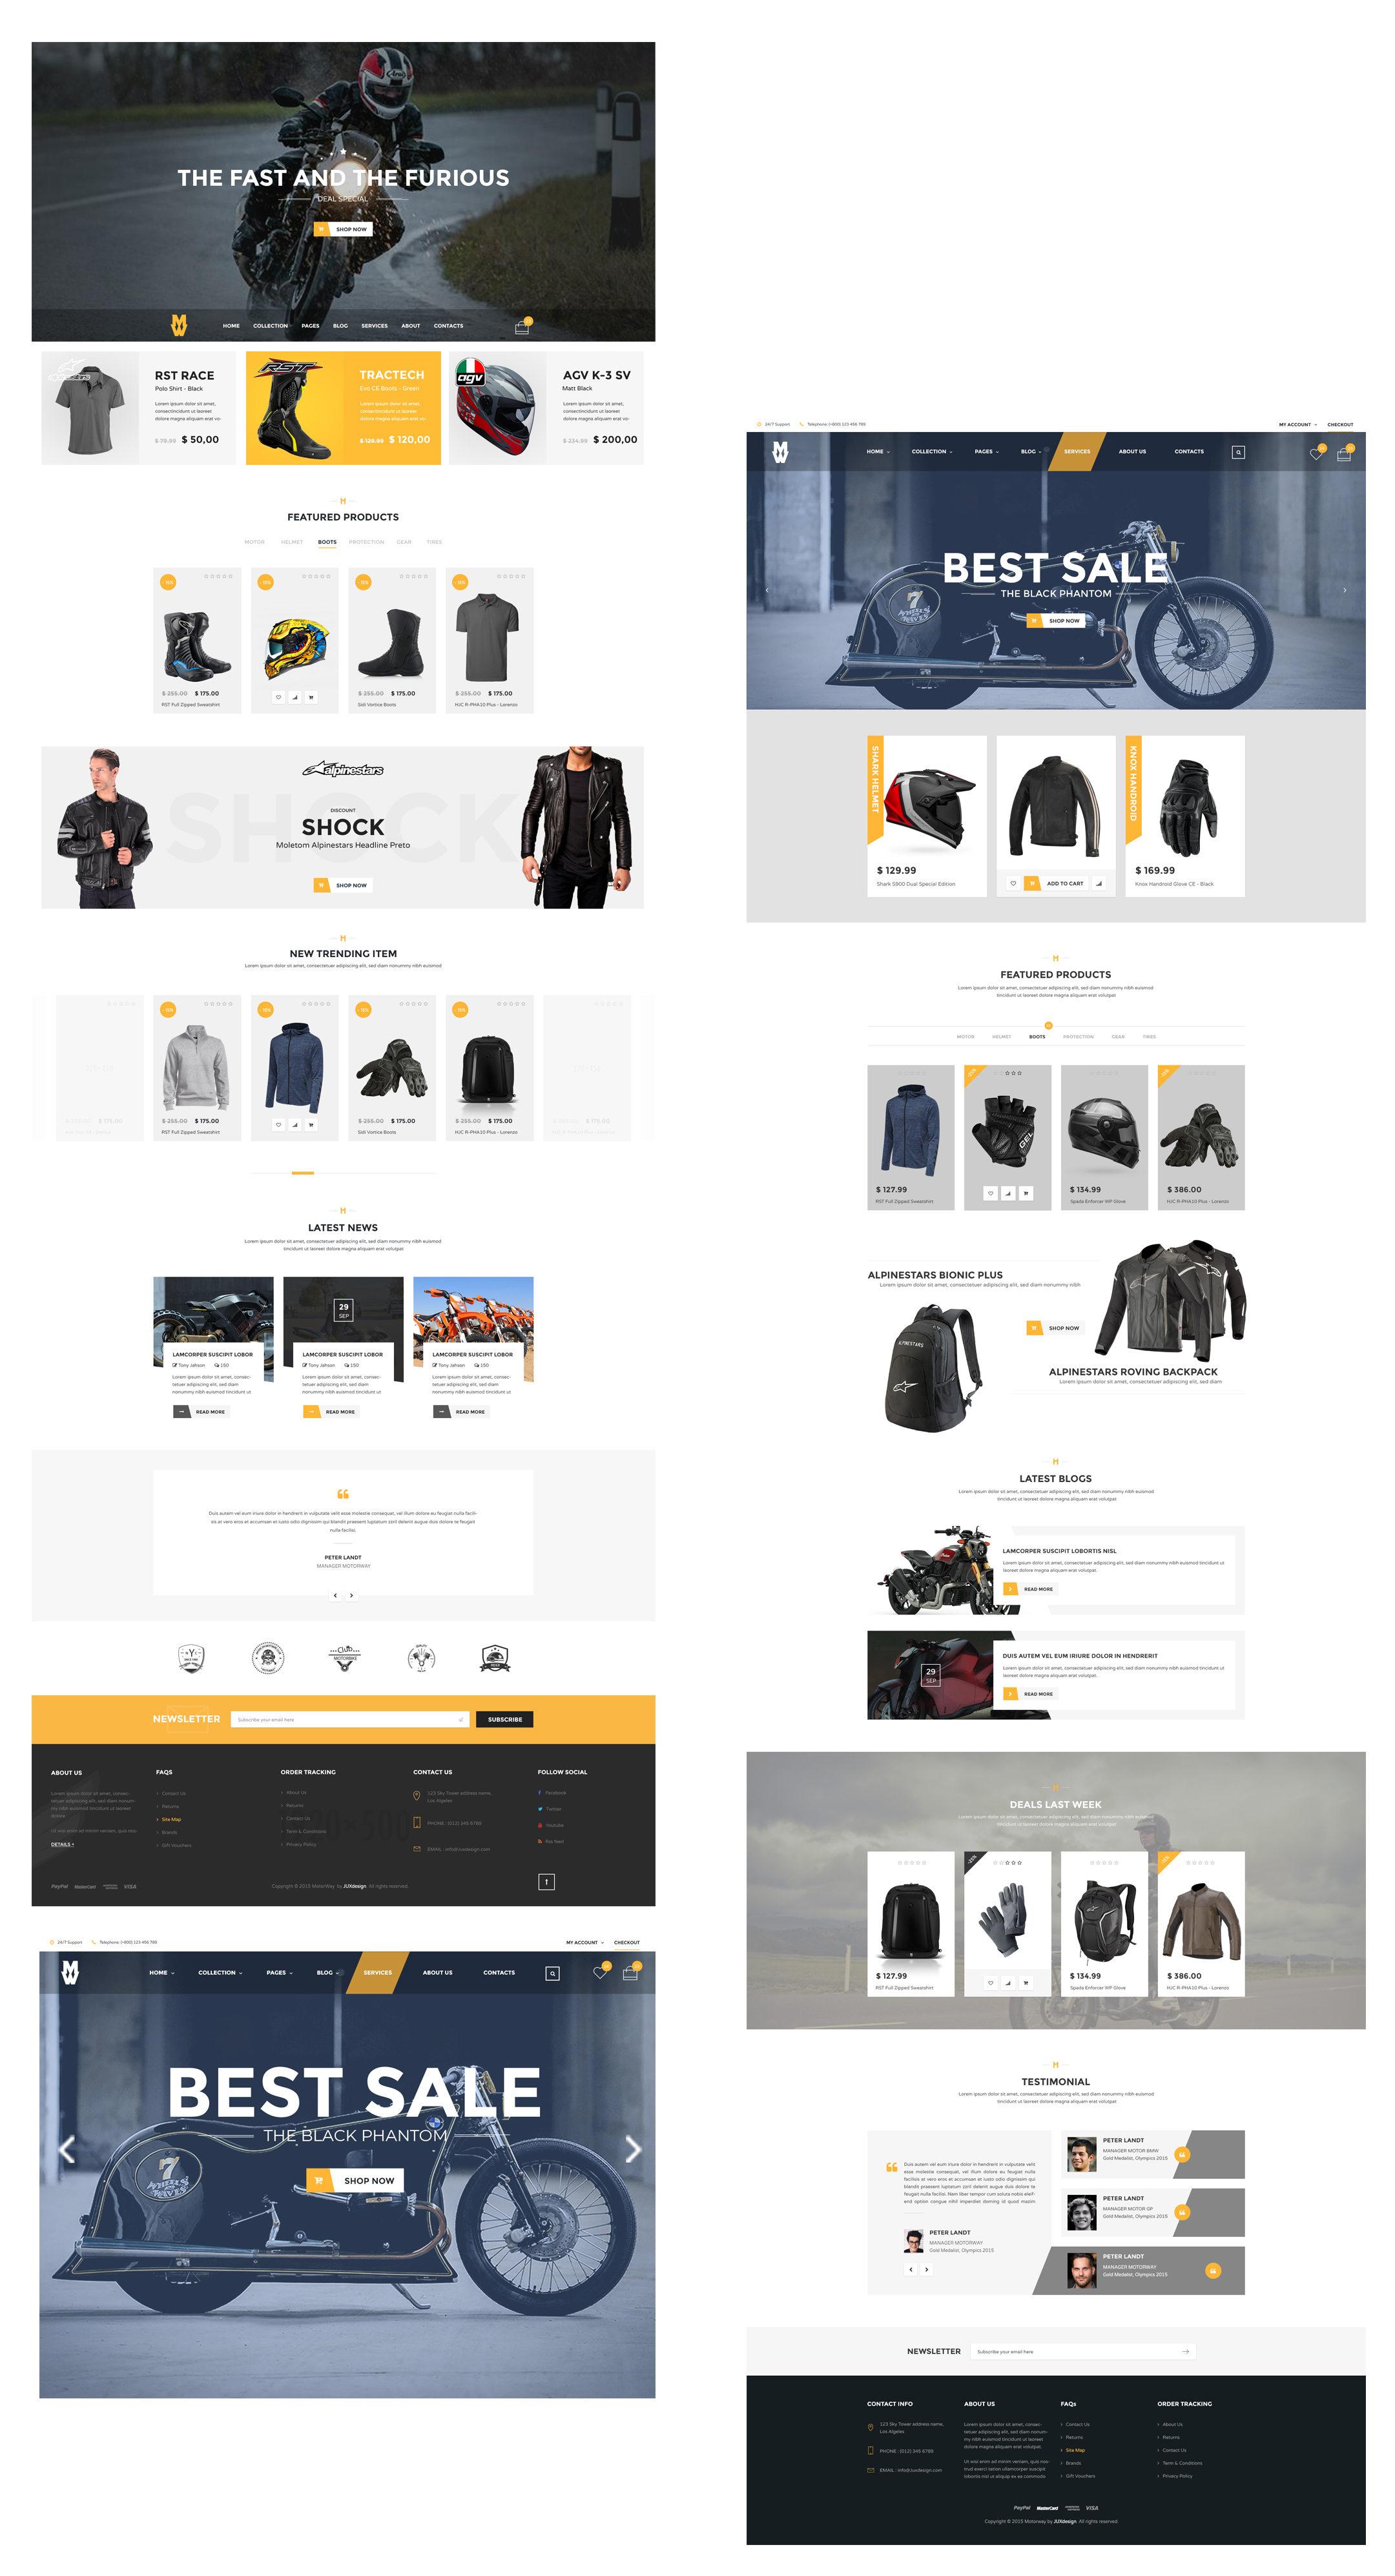 THE FAST AND THE FURIOUS
DEAL SPECIAL
SHOP NOW
HOME COLLECTION PAGES BLOG SERVICES ABOUT CONTACTS
RST RACE
Polo Shirt - Black
Lorem ipsum dolor sit amet,
consectincidunt ut laoreet
dolore magna aliquam erat vo-
$ 79.99 $ 50,00
RST
TRACTECH
Evo CE Boots - Green
Lorem ipsum dolor sit amet,
consectincidunt ut laoreet
dolore magna aliquam erat vo-
$ 129.99 $ 120,00
agv
AGV K-3 SV
Matt Black
Lorem ipsum dolor sit amet,
consectincidunt ut laoreet
dolore magna aliquam erat vo-
$ 234.99 $ 200,00
FEATURED PRODUCTS
MOTOR HELMET BOOTS PROTECTION GEAR TIRES
$ 255.00 $ 175.00
RST Full Zipped Sweatshirt
$ 255.00 $ 175.00
Sidi Vortice Boots
$ 255.00 $ 175.00
HJC R-PHA10 Plus - Lorenzo
alpinestars
SHOCK
DISCOUNT
SHOCK
Moletom Alpinestars Headline Preto
SHOP NOW
NEW TRENDING ITEM
Lorem ipsum dolor sit amet, consectetuer adipiscing elit, sed diam nonummy nibh euismod
$ 255.00 $ 175.00
RST Full Zipped Sweatshirt
$ 255.00 $ 175.00
Sidi Vortice Boots
$ 255.00 $ 175.00
HJC R-PHA10 Plus - Lorenzo
LATEST NEWS
Lorem ipsum dolor sit amet, consectetuer adipiscing elit, sed diam nonummy nibh euismod
tincidunt ut laoreet dolore magna aliquam erat volutpat
LAMCORPER SUSCIPIT LOBOR
Tony Jahson 150
Lorem ipsum dolor sit amet, consec-
tetuer adipiscing elit, sed diam
nonummy nibh euismod tincidunt ut
READ MORE
29
SEP
LAMCORPER SUSCIPIT LOBOR
Tony Jahson 150
Lorem ipsum dolor sit amet, consec-
tetuer adipiscing elit, sed diam
nonummy nibh euismod tincidunt ut
READ MORE
LAMCORPER SUSCIPIT LOBOR
Tony Jahson 150
Lorem ipsum dolor sit amet, consec-
tetuer adipiscing elit, sed diam
nonummy nibh euismod tincidunt ut
READ MORE
Duis autem vel eum iriure dolor in hendrerit in vulputate velit esse molestie consequat, vel illum dolore eu feugiat nulla facili-
sis at vero eros et accumsan et iusto odio dignissim qui blandit praesent luptatum zzril delenit augue duis dolore te feugait
nulla facilisi.
PETER LANDT
MANAGER MOTORWAY
Club
MOTORBIKE
NEWSLETTER
Subscribe your email here
SUBSCRIBE
ABOUT US
Lorem ipsum dolor sit amet, consec-
tetuer adipiscing elit, sed diam nonum-
my nibh euismod tincidunt ut laoreet
dolore
Ut wisi enim ad minim veniam, quis nos-
DETAILS +
FAQS
Contact Us
Returns
Site Map
Brands
Gift Vouchers
ORDER TRACKING
About Us
Returns
Contact Us
Term & Conditions
Privacy Policy
CONTACT US
123 Sky Tower address name,
Los Algeles
PHONE : (012) 345 6789
EMAIL : info@Juxdesign.com
FOLLOW SOCIAL
Facebook
Twitter
Youtube
Rss feed
PayPal MasterCard VISA
Copyright © 2015 MotorWay by JUXdesign. All rights reserved.
24/7 Support Telephone: (+800) 123 456 789
MY ACCOUNT CHECKOUT
HOME COLLECTION PAGES BLOG SERVICES ABOUT US CONTACTS
BEST SALE
THE BLACK PHANTOM
SHOP NOW
7
WHEELS AND WAVES
24/7 Support Telephone: (+800) 123 456 789
MY ACCOUNT CHECKOUT
HOME COLLECTION PAGES BLOG SERVICES ABOUT US CONTACTS
BEST SALE
THE BLACK PHANTOM
SHOP NOW
7
WHEELS AND WAVES
SHARK HELMET
$ 129.99
Shark S900 Dual Special Edition
ADD TO CART
KNOX HANDROID
$ 169.99
Knox Handroid Glove CE - Black
FEATURED PRODUCTS
Lorem ipsum dolor sit amet, consectetuer adipiscing elit, sed diam nonummy nibh euismod
tincidunt ut laoreet dolore magna aliquam erat volutpat
MOTOR HELMET BOOTS PROTECTION GEAR TIRES
$ 127.99
RST Full Zipped Sweatshirt
GEL
$ 134.99
Spada Enforcer WP Glove
$ 386.00
HJC R-PHA10 Plus - Lorenzo
ALPINESTARS BIONIC PLUS
Lorem ipsum dolor sit amet, consectetuer adipiscing elit, sed diam nonummy nibh
SHOP NOW
ALPINESTARS
ALPINESTARS ROVING BACKPACK
Lorem ipsum dolor sit amet, consectetuer adipiscing elit, sed diam
LATEST BLOGS
Lorem ipsum dolor sit amet, consectetuer adipiscing elit, sed diam nonummy nibh euismod
tincidunt ut laoreet dolore magna aliquam erat volutpat
LAMCORPER SUSCIPIT LOBORTIS NISL
Lorem ipsum dolor sit amet, consectetuer adipiscing elit, sed diam nonummy nibh euismod tincidunt ut
laoreet dolore magna aliquam erat volutpat.
READ MORE
29
SEP
DUIS AUTEM VEL EUM IRIURE DOLOR IN HENDRERIT
Lorem ipsum dolor sit amet, consectetuer adipiscing elit, sed diam nonummy nibh euismod tincidunt ut
laoreet dolore magna aliquam erat volutpat.
READ MORE
DEALS LAST WEEK
Lorem ipsum dolor sit amet, consectetuer adipiscing elit, sed diam nonummy nibh euismod
tincidunt ut laoreet dolore magna aliquam erat volutpat
$ 127.99
RST Full Zipped Sweatshirt
$ 134.99
Spada Enforcer WP Glove
$ 386.00
HJC R-PHA10 Plus - Lorenzo
TESTIMONIAL
Lorem ipsum dolor sit amet, consectetuer adipiscing elit, sed diam nonummy nibh euismod
tincidunt ut laoreet dolore magna aliquam erat volutpat
Duis autem vel eum iriure dolor in hendrerit in vulputate velit
esse molestie consequat, vel illum dolore eu feugiat nulla
facilisis at vero eros et accumsan et iusto odio dignissim qui
blandit praesent luptatum zzril delenit augue duis dolore te
feugait nulla facilisi. Nam liber tempor cum soluta nobis eleif-
end option congue nihil imperdiet doming id quod mazim
PETER LANDT
MANAGER MOTORWAY
Gold Medalist, Olympics 2015
PETER LANDT
MANAGER MOTOR BMW
Gold Medalist, Olympics 2015
PETER LANDT
MANAGER MOTOR GP
Gold Medalist, Olympics 2015
PETER LANDT
MANAGER MOTORWAY
Gold Medalist, Olympics 2015
NEWSLETTER
Subscribe your email here
CONTACT INFO
123 Sky Tower address name,
Los Algeles
PHONE : (012) 345 6789
EMAIL : info@Juxdesign.com
ABOUT US
Lorem ipsum dolor sit amet, consec-
tetuer adipiscing elit, sed diam nonum-
my nibh euismod tincidunt ut laoreet
dolore magna aliquam erat volutpat.
Ut wisi enim ad minim veniam, quis nos-
trud exerci tation ullamcorper suscipit
lobortis nisl ut aliquip ex ea commodo
FAQs
Contact Us
Returns
Site Map
Brands
Gift Vouchers
ORDER TRACKING
About Us
Returns
Contact Us
Term & Conditions
Privacy Policy
PayPal MasterCard VISA
Copyright © 2015 Motorway by JUXdesign. All rights reserved.